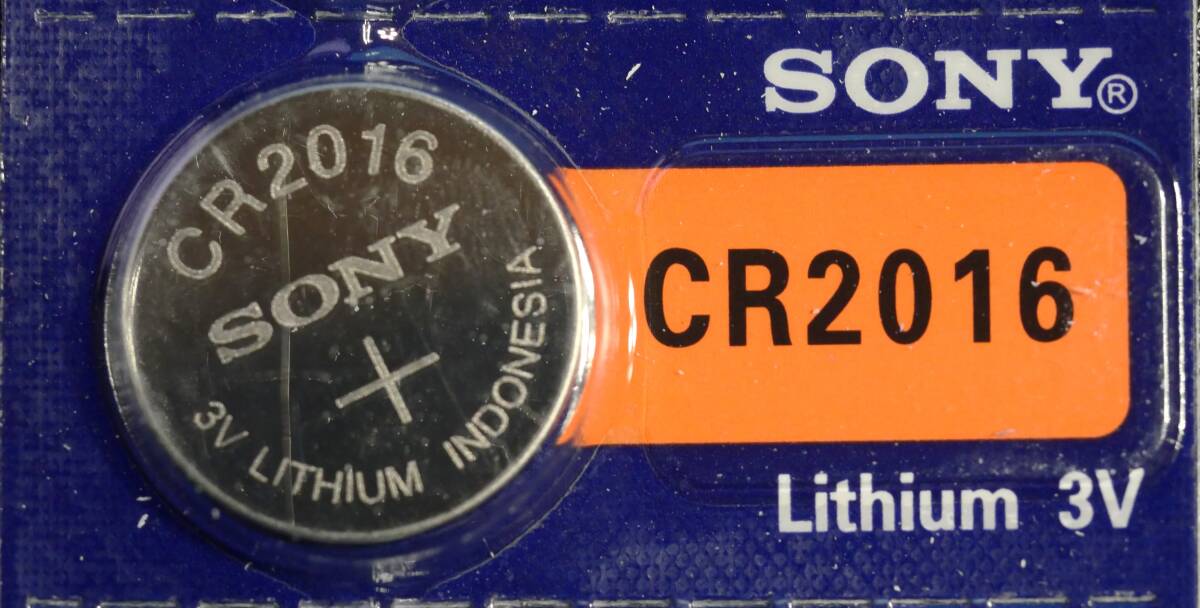 CR2016
SONY
+
3V LITHIUM INDONESIA
SONY®
CR2016
Lithium 3V